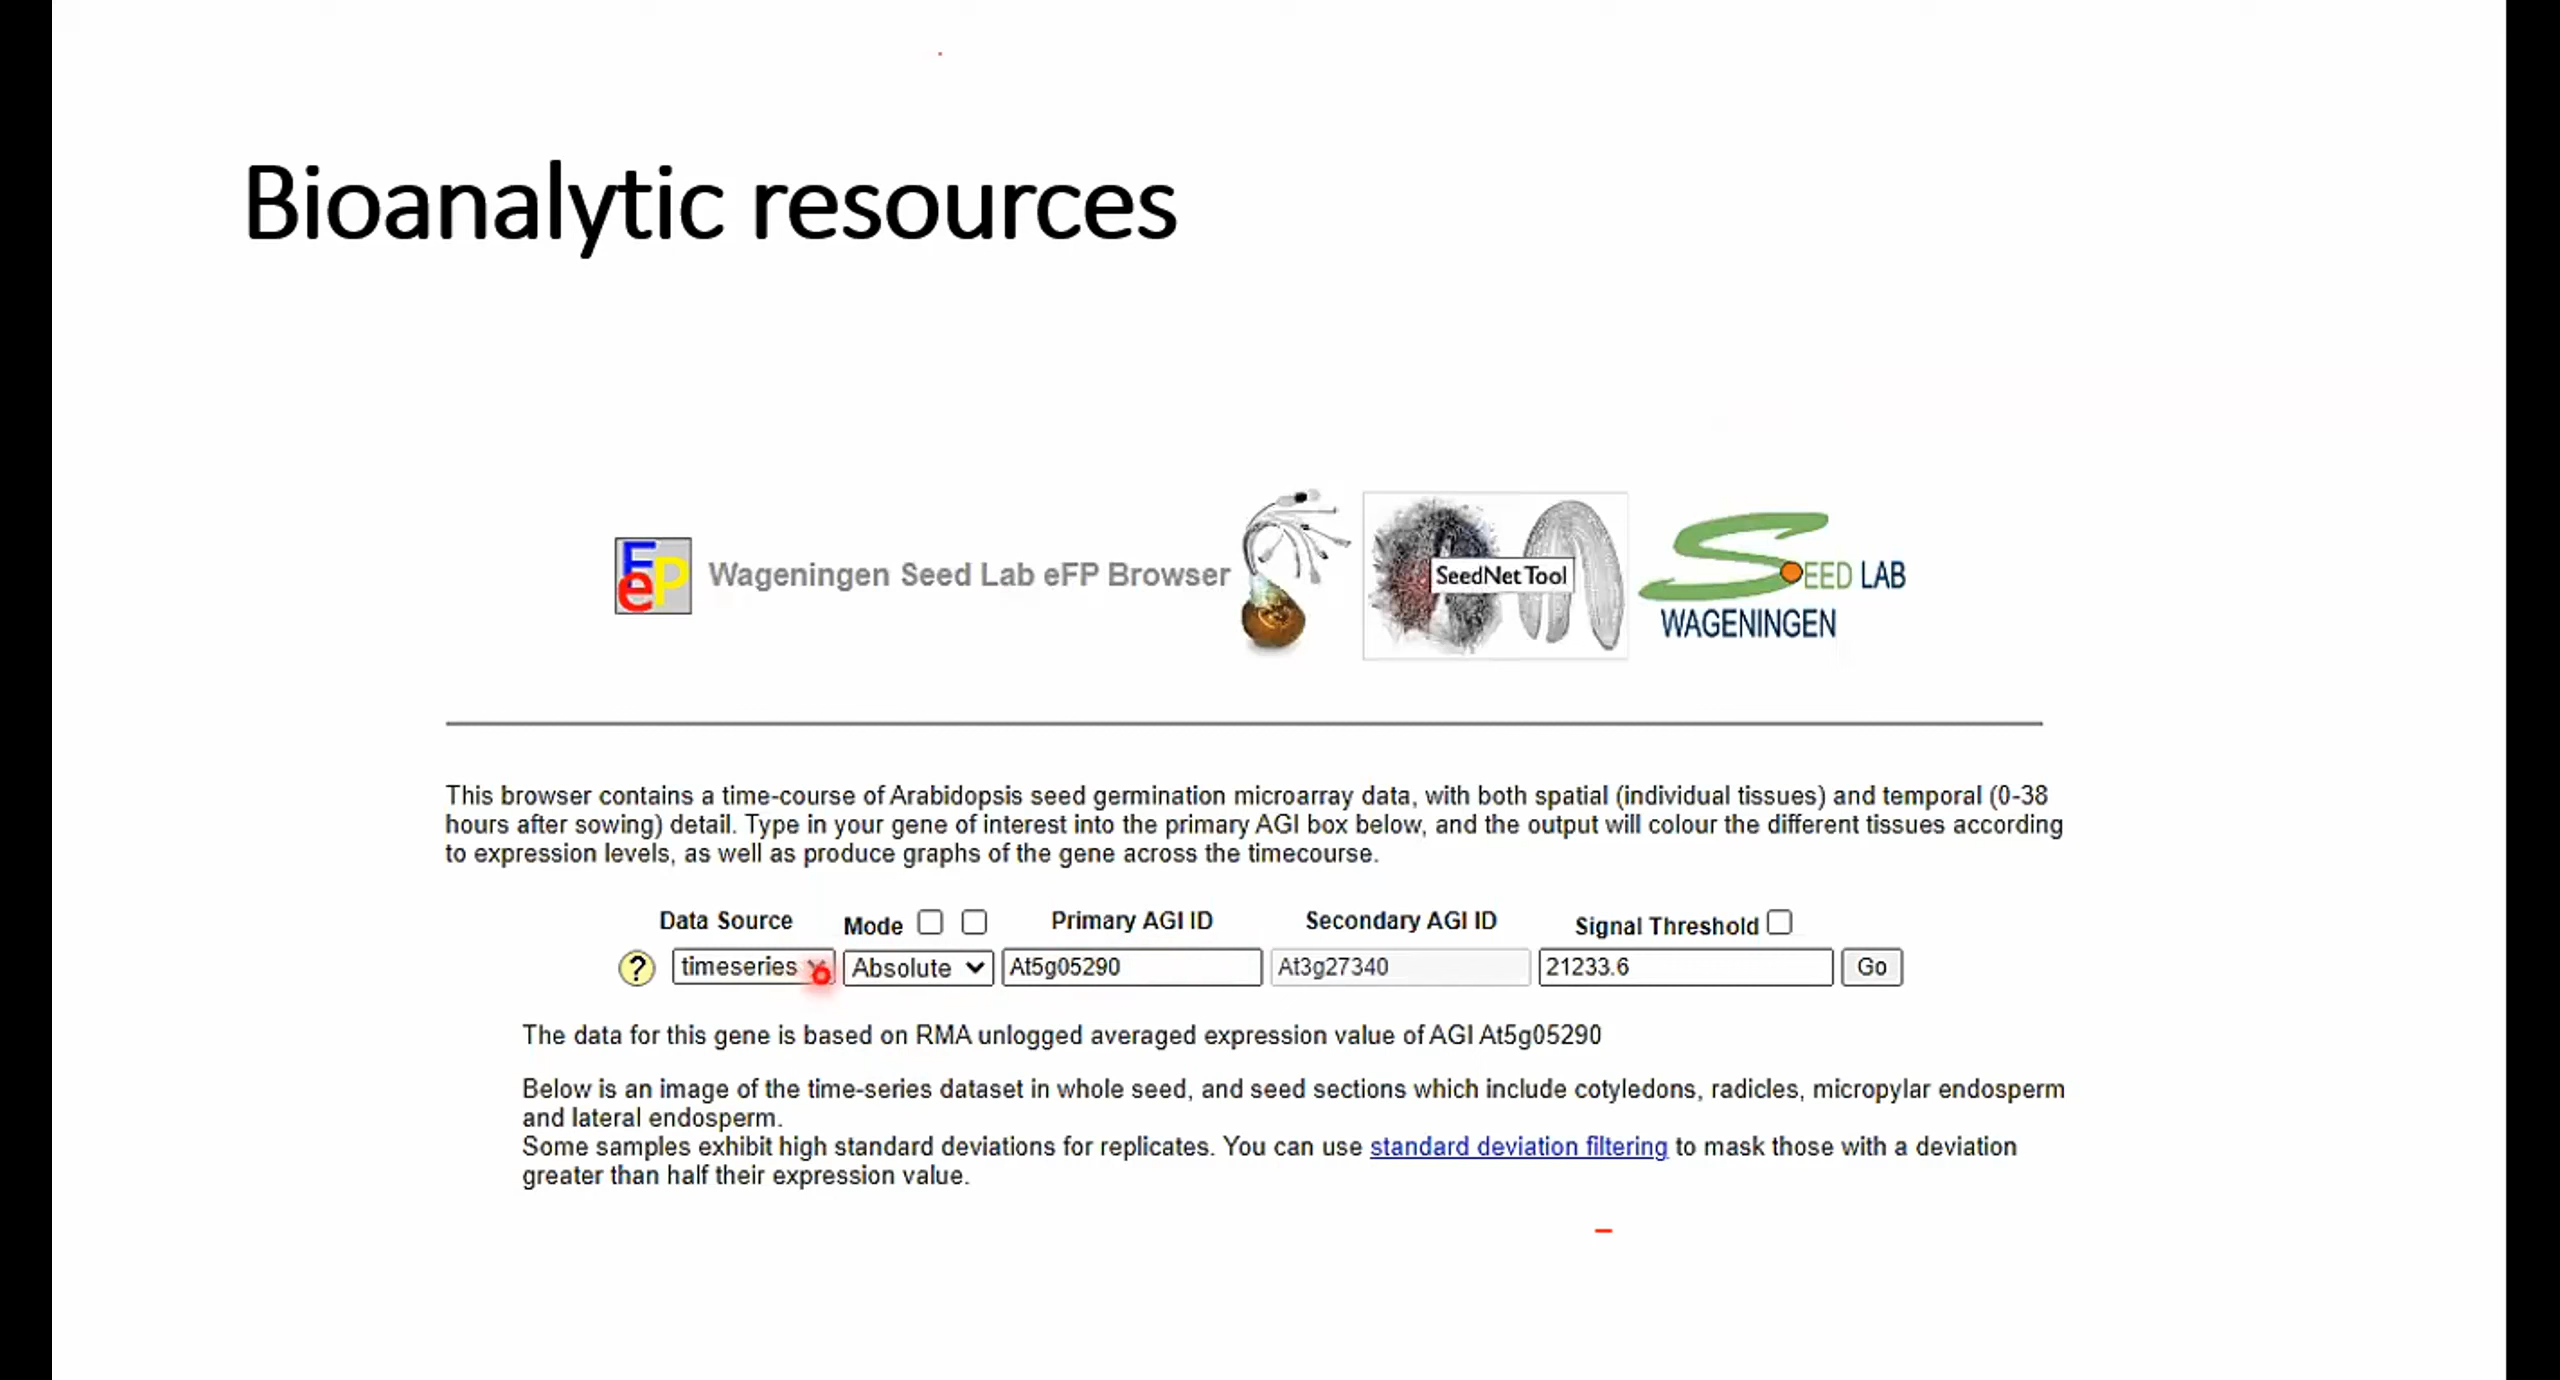 Bioanalytic resources
eFP Wageningen Seed Lab eFP Browser
SeedNet Tool
SEED LAB
WAGENINGEN
This browser contains a time-course of Arabidopsis seed germination microarray data, with both spatial (individual tissues) and temporal (0-38
hours after sowing) detail. Type in your gene of interest into the primary AGI box below, and the output will colour the different tissues according
to expression levels, as well as produce graphs of the gene across the timecourse.
Data Source Mode Primary AGI ID Secondary AGI ID Signal Threshold
? timeseries Absolute At5g05290 At3g27340 21233.6 Go
The data for this gene is based on RMA unlogged averaged expression value of AGI At5g05290
Below is an image of the time-series dataset in whole seed, and seed sections which include cotyledons, radicles, micropylar endosperm
and lateral endosperm.
Some samples exhibit high standard deviations for replicates. You can use standard deviation filtering to mask those with a deviation
greater than half their expression value.